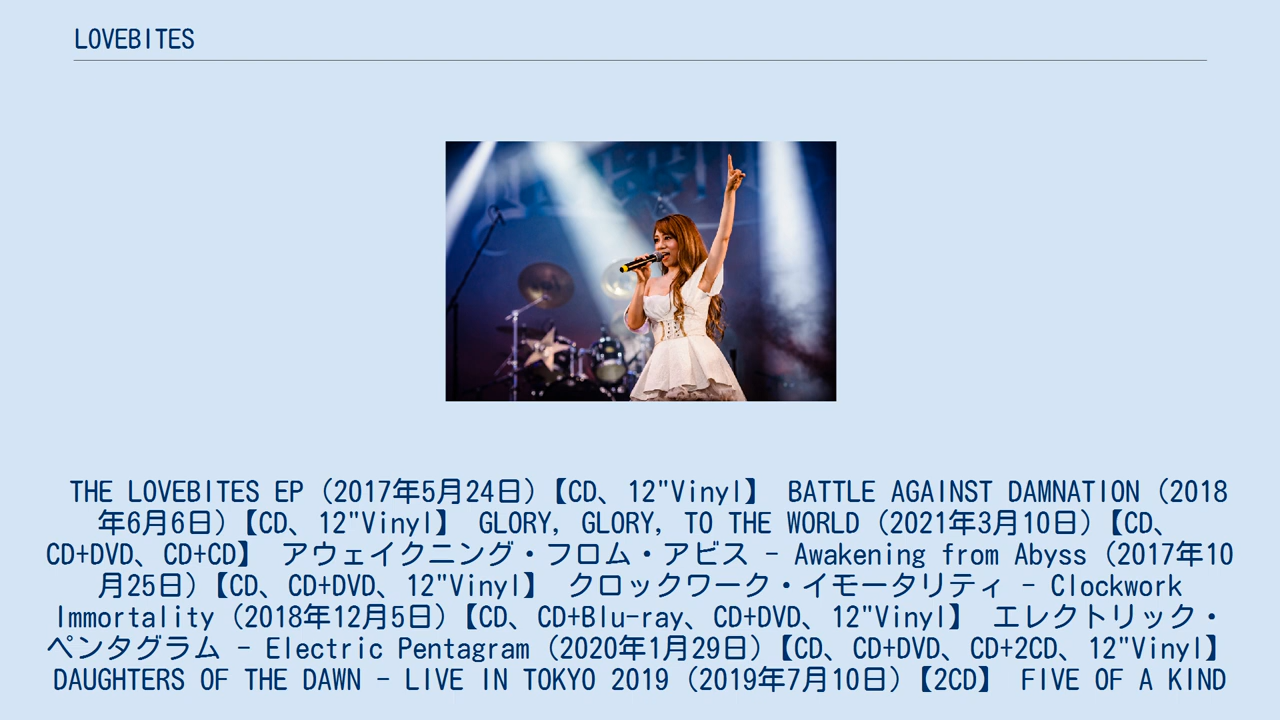 LOVEBITES
THE LOVEBITES EP (2017年5月24日)【CD、12"Vinyl】 BATTLE AGAINST DAMNATION (2018
年6月6日)【CD、12"Vinyl】 GLORY, GLORY, TO THE WORLD (2021年3月10日)【CD、
CD+DVD、CD+CD】 アウェイクニング・フロム・アビス - Awakening from Abyss (2017年10
月25日)【CD、CD+DVD、12"Vinyl】 クロックワーク・イモータリティ - Clockwork
Immortality (2018年12月5日)【CD、CD+Blu-ray、CD+DVD、12"Vinyl】 エレクトリック・
ペンタグラム - Electric Pentagram (2020年1月29日)【CD、CD+DVD、CD+2CD、12"Vinyl】
DAUGHTERS OF THE DAWN - LIVE IN TOKYO 2019 (2019年7月10日)【2CD】 FIVE OF A KIND